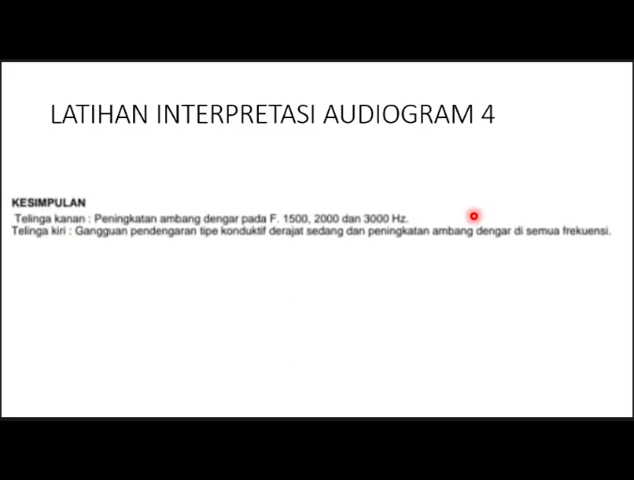 LATIHAN INTERPRETASI AUDIOGRAM 4
KESIMPULAN
Telinga kanan : Peningkatan ambang dengar pada F. 1500, 2000 dan 3000 Hz.
Telinga kiri : Gangguan pendengaran tipe konduktif derajat sedang dan peningkatan ambang dengar di semua frekuensi.